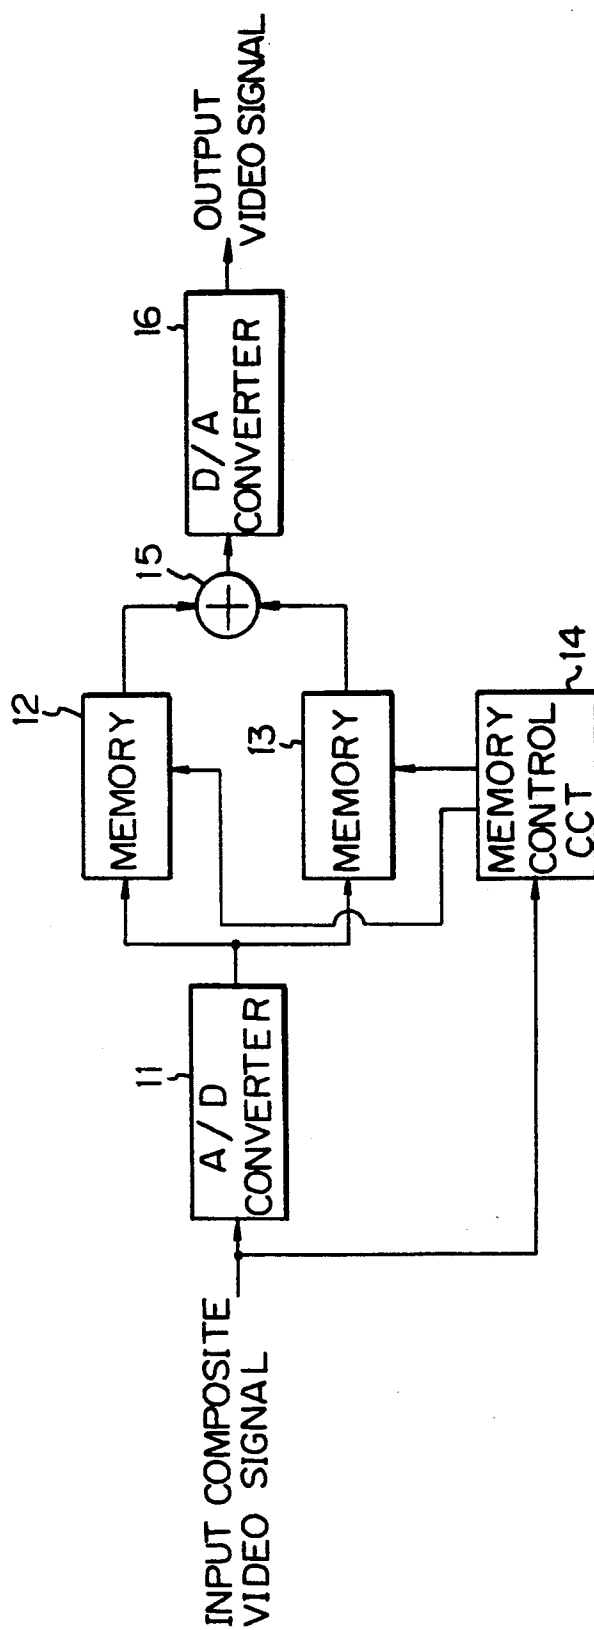 INPUT COMPOSITE
VIDEO SIGNAL
11
A/D
CONVERTER
12
MEMORY
13
MEMORY
14
MEMORY
CONTROL
CCT
15
+
16
D/A
CONVERTER
OUTPUT
VIDEO SIGNAL